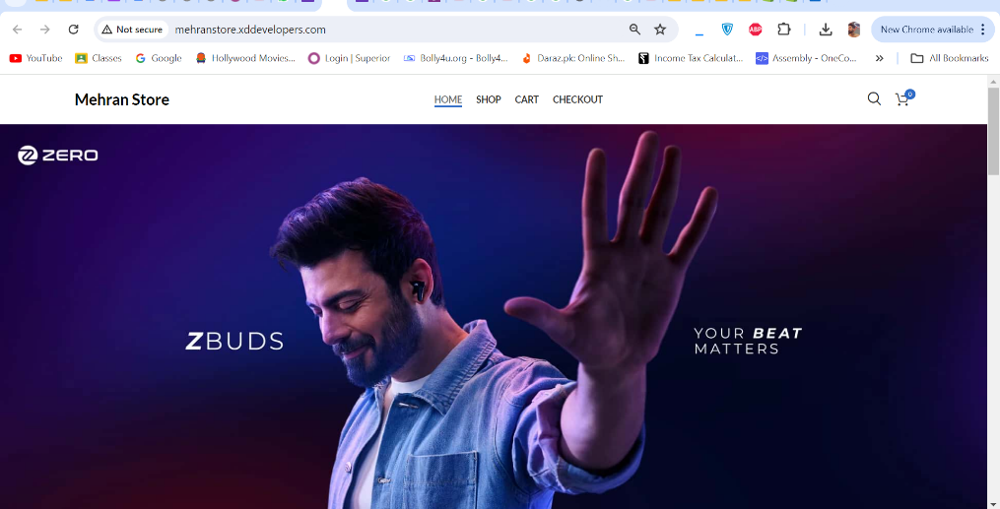 Not secure mehranstore.xddevelopers.com ABP New Chrome available
YouTube Classes Google Hollywood Movies... Login | Superior Bolly4u.org - Bolly4... Daraz.pk: Online Sh... Income Tax Calculat... Assembly - OneCo... » All Bookmarks
Mehran Store HOME SHOP CART CHECKOUT 0
ZERO
ZBUDS
YOUR BEAT
MATTERS